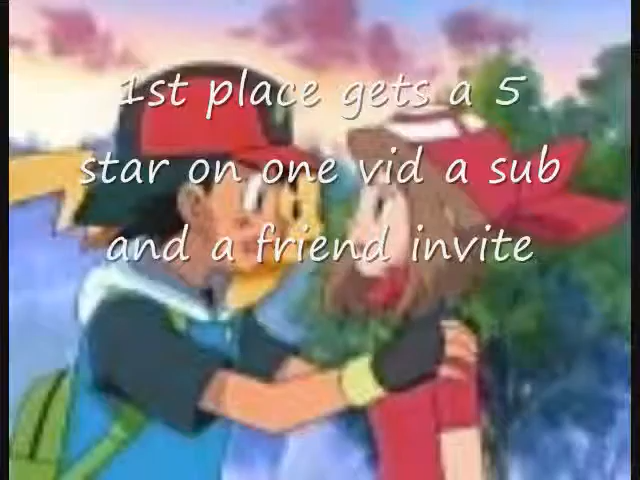 1st place gets a 5
star on one vid a sub
and a friend invite